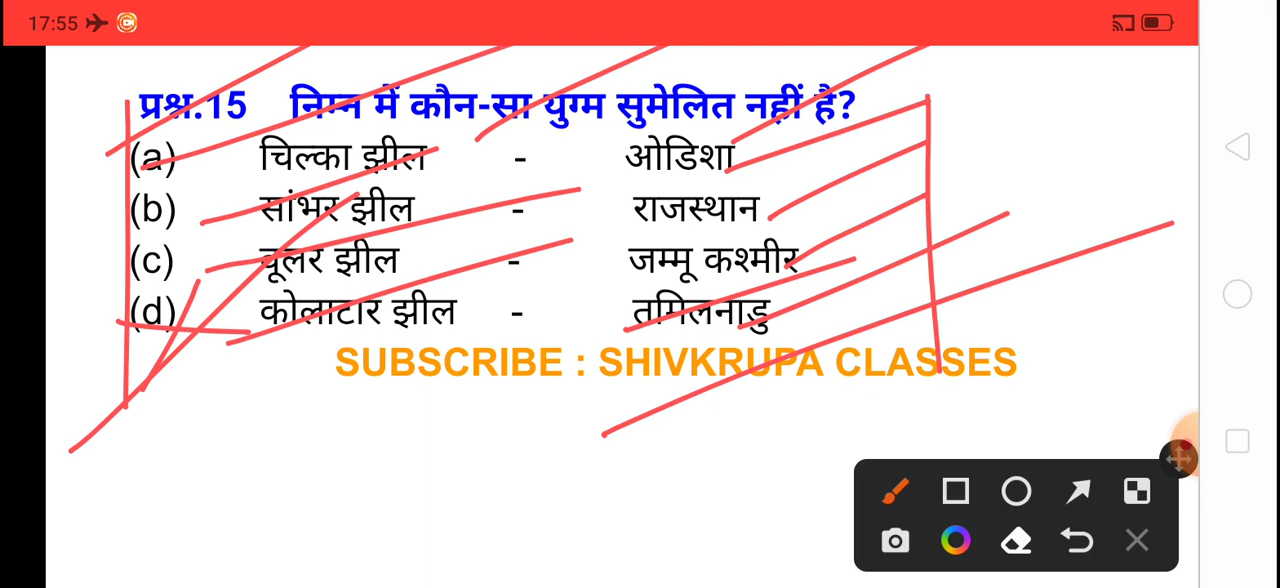 17:55
प्रश्न.15 निम्न में कौन-सा युग्म सुमेलित नहीं है?
(a) चिल्का झील - ओडिशा
(b) सांभर झील - राजस्थान
(c) वूलर झील - जम्मू कश्मीर
(d) कोलाटार झील - तमिलनाडु
SUBSCRIBE : SHIVKRUPA CLASSES